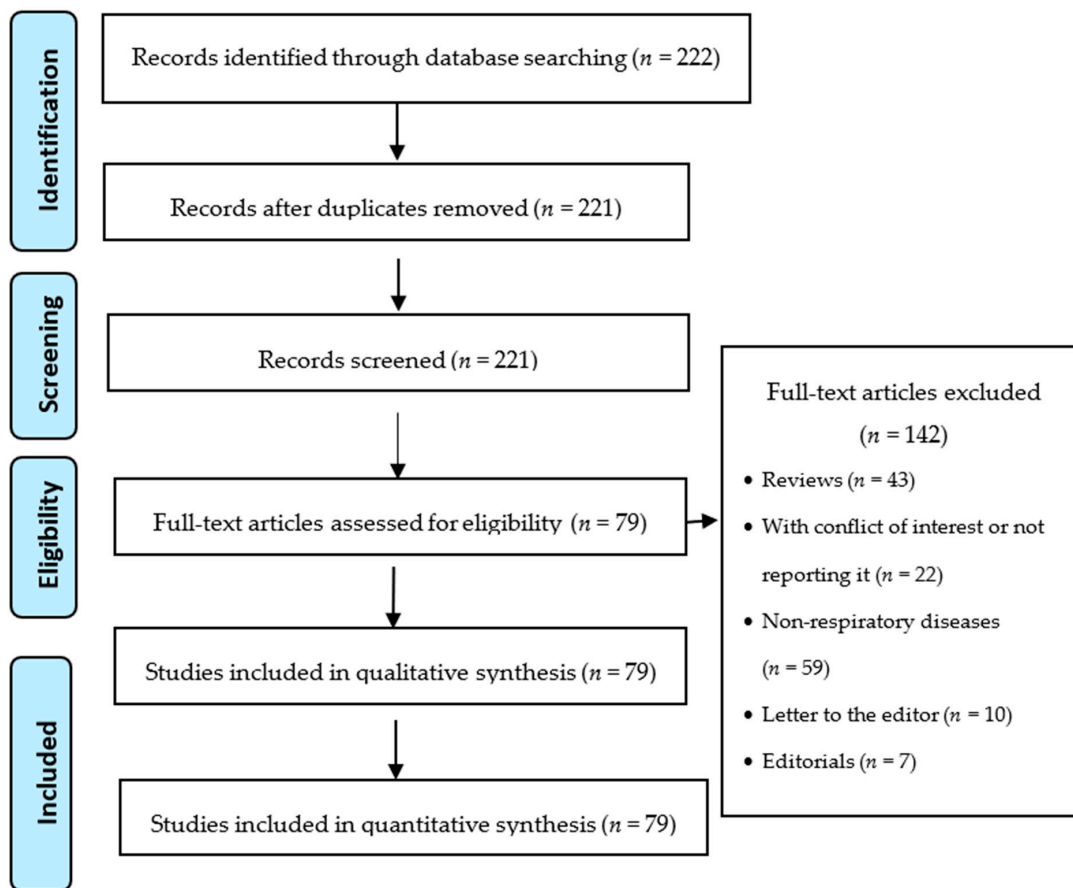 Identification
Records identified through database searching (n = 222)
Records after duplicates removed (n = 221)
Screening
Records screened (n = 221)
Eligibility
Full-text articles assessed for eligibility (n = 79)
Full-text articles excluded
(n = 142)
• Reviews (n = 43)
• With conflict of interest or not
reporting it (n = 22)
• Non-respiratory diseases
(n = 59)
• Letter to the editor (n = 10)
• Editorials (n = 7)
Included
Studies included in qualitative synthesis (n = 79)
Studies included in quantitative synthesis (n = 79)